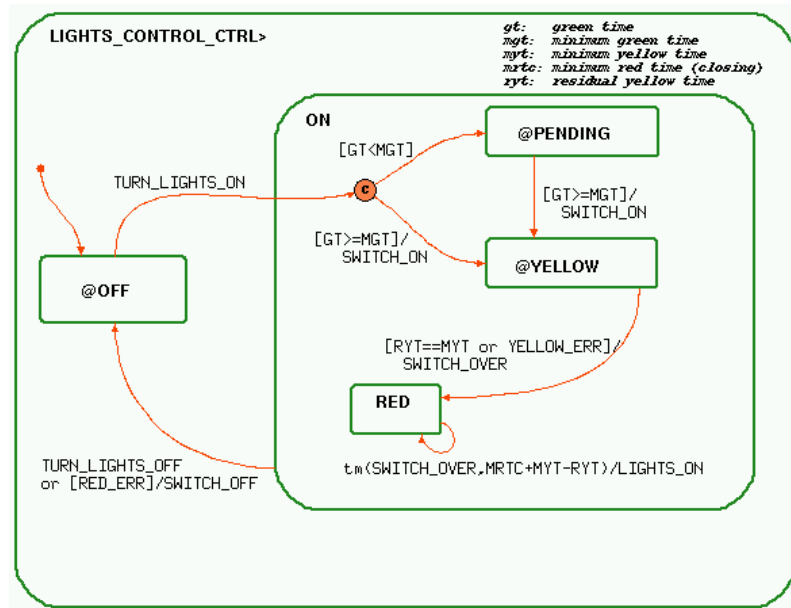 LIGHTS_CONTROL_CTRL>
gt: green time
mgt: minimum green time
myt: minimum yellow time
mrtc: minimum red time (closing)
ryt: residual yellow time
ON
@PENDING
[GT<MGT]
TURN_LIGHTS_ON
C
[GT>=MGT]/
SWITCH_ON
[GT>=MGT]/
SWITCH_ON
@YELLOW
@OFF
[RYT==MYT or YELLOW_ERR]/
SWITCH_OVER
RED
TURN_LIGHTS_OFF
or [RED_ERR]/SWITCH_OFF
tm(SWITCH_OVER,MRTC+MYT-RYT)/LIGHTS_ON